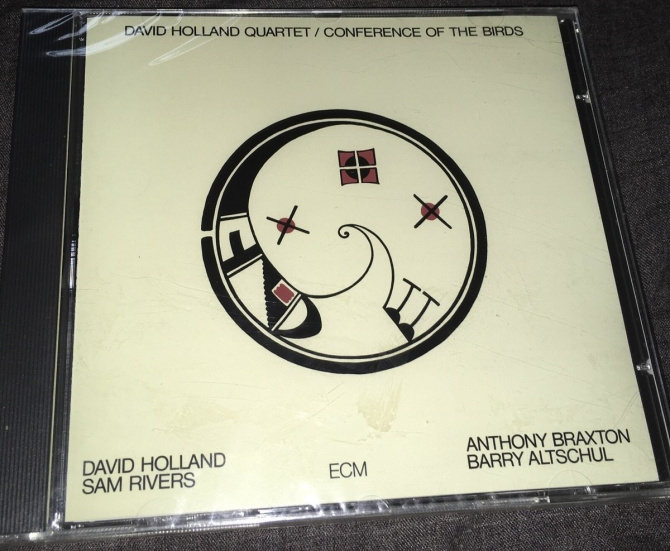 DAVID HOLLAND QUARTET / CONFERENCE OF THE BIRDS
DAVID HOLLAND
SAM RIVERS
ECM
ANTHONY BRAXTON
BARRY ALTSCHUL